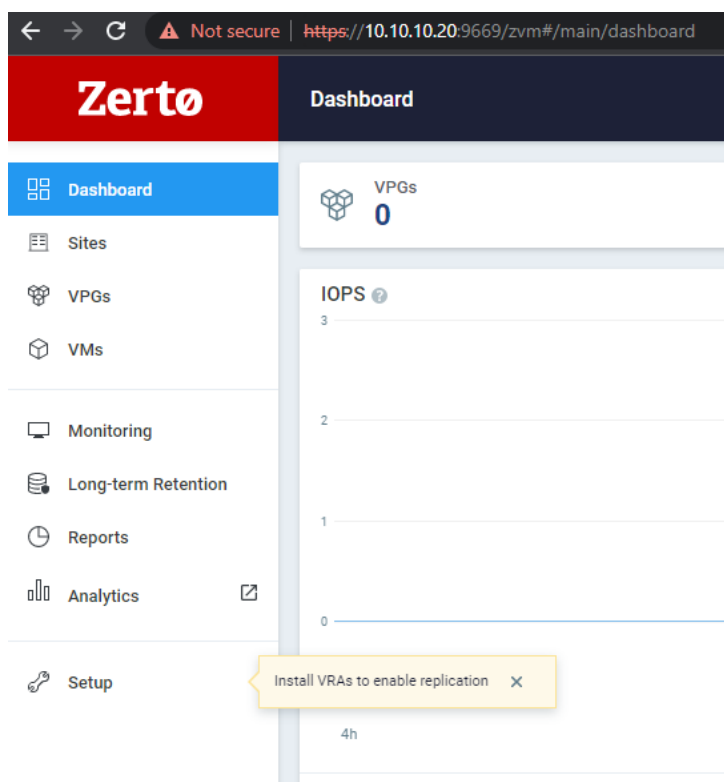 Not secure | https://10.10.10.20:9669/zvm#/main/dashboard
Zertø
Dashboard
Dashboard
Sites
VPGs
VMs
Monitoring
Long-term Retention
Reports
Analytics
Setup
VPGs
0
IOPS ?
3
2
1
0
Install VRAs to enable replication ×
4h